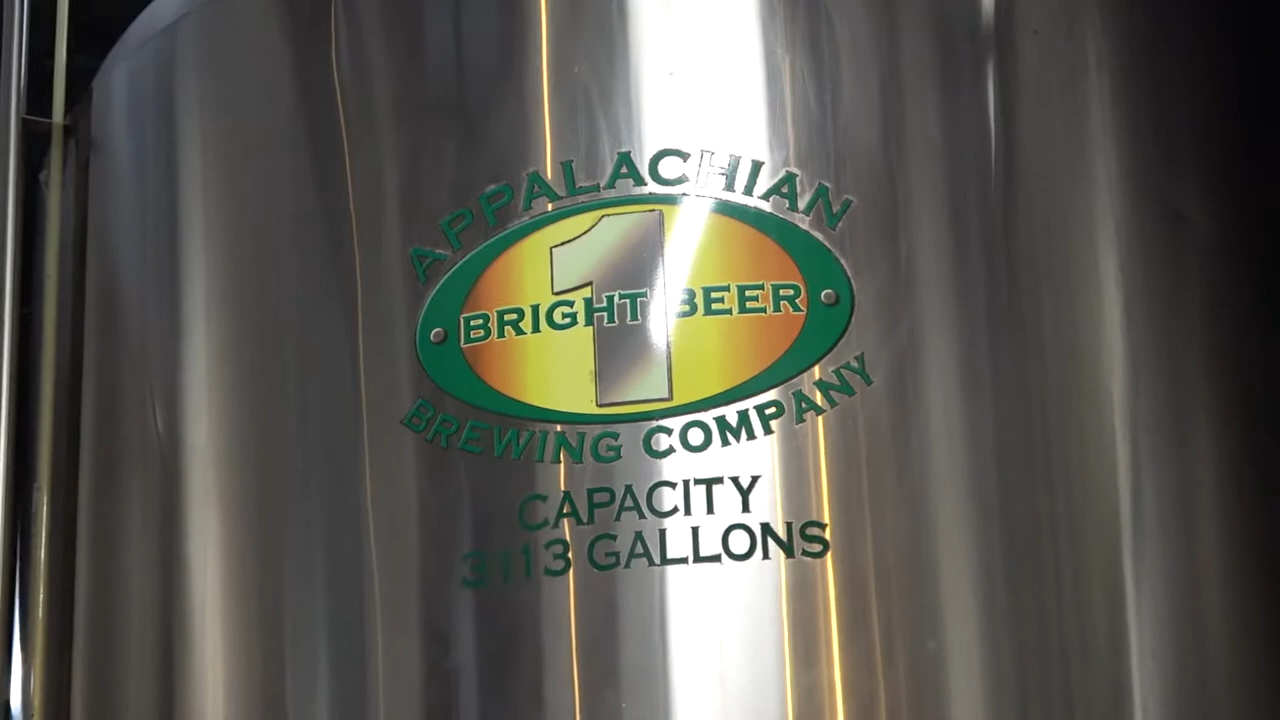 APPALACHIAN
1
BRIGHT BEER
BREWING COMPANY
CAPACITY
3113 GALLONS